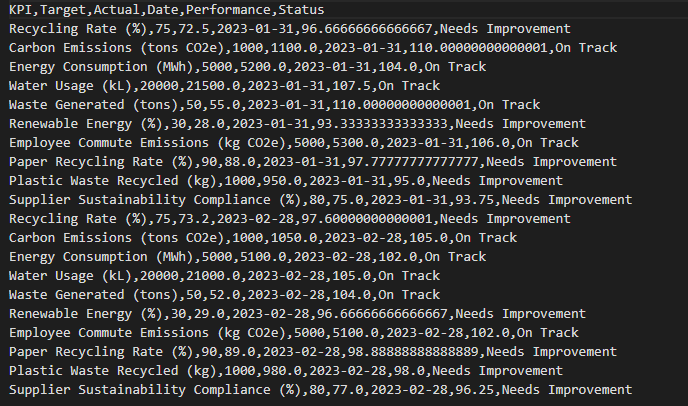 KPI,Target,Actual,Date,Performance,Status
Recycling Rate (%),75,72.5,2023-01-31,96.66666666666667,Needs Improvement
Carbon Emissions (tons CO2e),1000,1100.0,2023-01-31,110.00000000000001,On Track
Energy Consumption (MWh),5000,5200.0,2023-01-31,104.0,On Track
Water Usage (kL),20000,21500.0,2023-01-31,107.5,On Track
Waste Generated (tons),50,55.0,2023-01-31,110.00000000000001,On Track
Renewable Energy (%),30,28.0,2023-01-31,93.33333333333333,Needs Improvement
Employee Commute Emissions (kg CO2e),5000,5300.0,2023-01-31,106.0,On Track
Paper Recycling Rate (%),90,88.0,2023-01-31,97.77777777777777,Needs Improvement
Plastic Waste Recycled (kg),1000,950.0,2023-01-31,95.0,Needs Improvement
Supplier Sustainability Compliance (%),80,75.0,2023-01-31,93.75,Needs Improvement
Recycling Rate (%),75,73.2,2023-02-28,97.60000000000001,Needs Improvement
Carbon Emissions (tons CO2e),1000,1050.0,2023-02-28,105.0,On Track
Energy Consumption (MWh),5000,5100.0,2023-02-28,102.0,On Track
Water Usage (kL),20000,21000.0,2023-02-28,105.0,On Track
Waste Generated (tons),50,52.0,2023-02-28,104.0,On Track
Renewable Energy (%),30,29.0,2023-02-28,96.66666666666667,Needs Improvement
Employee Commute Emissions (kg CO2e),5000,5100.0,2023-02-28,102.0,On Track
Paper Recycling Rate (%),90,89.0,2023-02-28,98.88888888888889,Needs Improvement
Plastic Waste Recycled (kg),1000,980.0,2023-02-28,98.0,Needs Improvement
Supplier Sustainability Compliance (%),80,77.0,2023-02-28,96.25,Needs Improvement